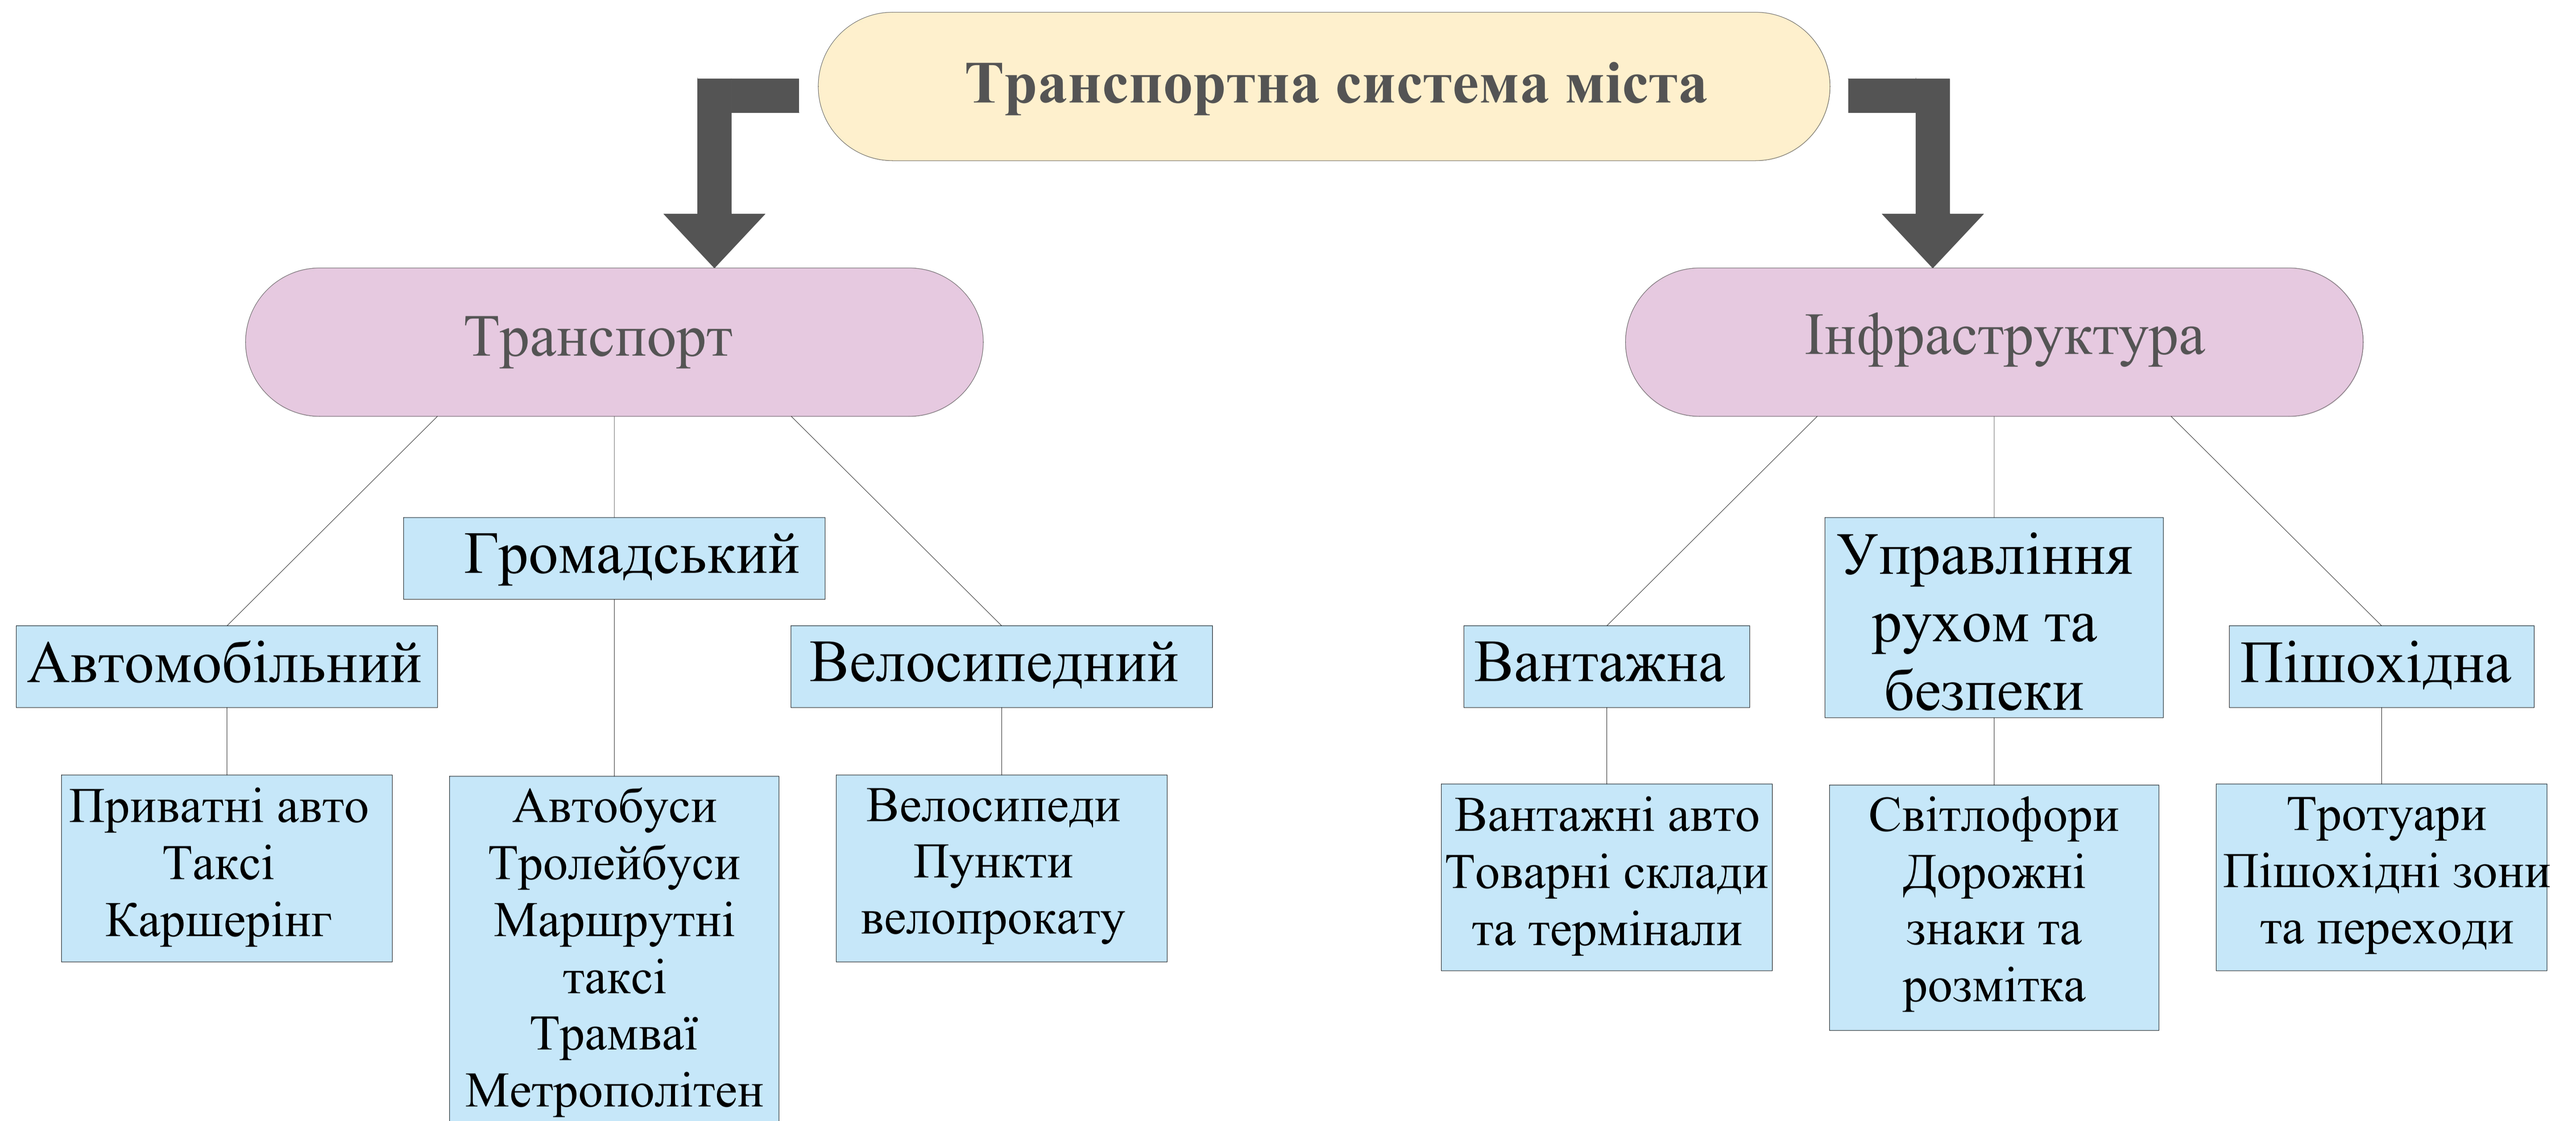 Транспортна система міста
Транспорт
Інфраструктура
Громадський
Автомобільний
Велосипедний
Управління
рухом та
безпеки
Вантажна
Пішохідна
Приватні авто
Таксі
Каршерінг
Автобуси
Тролейбуси
Маршрутні
таксі
Трамваї
Метрополітен
Велосипеди
Пункти
велопрокату
Вантажні авто
Товарні склади
та термінали
Світлофори
Дорожні
знаки та
розмітка
Тротуари
Пішохідні зони
та переходи